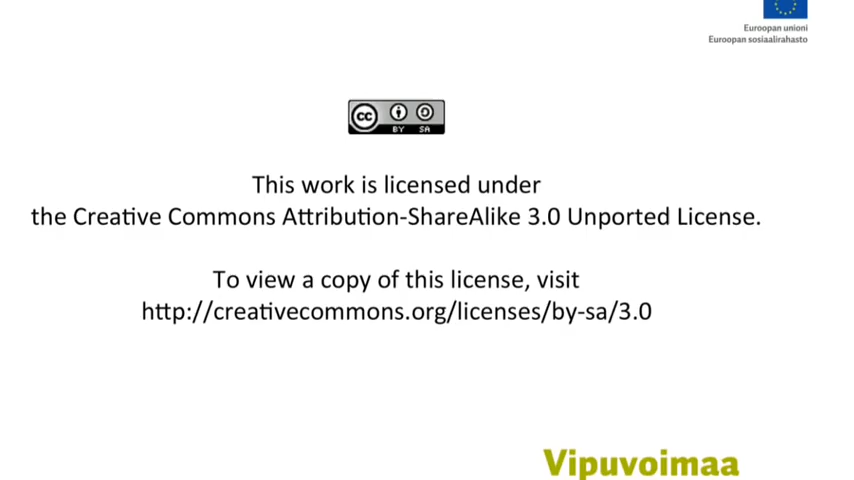 Euroopan unioni
Euroopan sosiaalirahasto
cc
BY SA
This work is licensed under
the Creative Commons Attribution-ShareAlike 3.0 Unported License.
To view a copy of this license, visit
http://creativecommons.org/licenses/by-sa/3.0
Vipuvoimaa